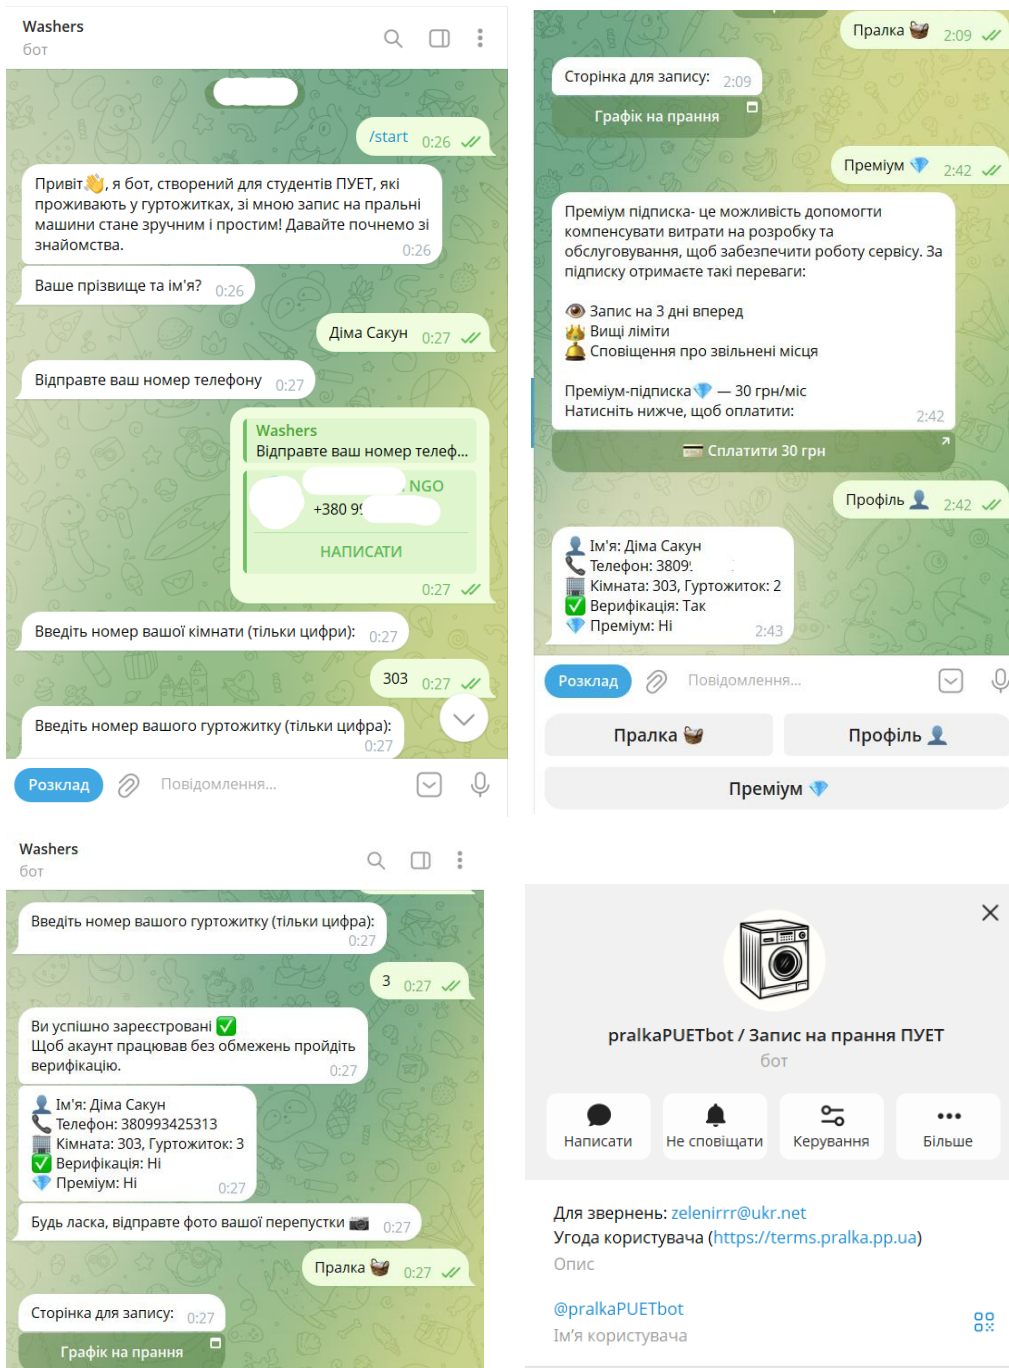 Washers
бот
/start 0:26
Привіт👋, я бот, створений для студентів ПУЕТ, які
проживають у гуртожитках, зі мною запис на пральні
машини стане зручним і простим! Давайте почнемо зі
знайомства. 0:26
Ваше прізвище та ім'я? 0:26
Діма Сакун 0:27
Відправте ваш номер телефону 0:27
Washers
Відправте ваш номер телеф...
NGO
+380 99
НАПИСАТИ
0:27
Введіть номер вашої кімнати (тільки цифри): 0:27
303 0:27
Введіть номер вашого гуртожитку (тільки цифра):
0:27
Розклад Повідомлення...
Пралка 🧺 2:09
Сторінка для запису: 2:09
Графік на прання
Преміум 💎 2:42
Преміум підписка- це можливість допомогти
компенсувати витрати на розробку та
обслуговування, щоб забезпечити роботу сервісу. За
підписку отримаєте такі переваги:
👁 Запис на 3 дні вперед
👑 Вищі ліміти
🛎 Сповіщення про звільнені місця
Преміум-підписка💎 — 30 грн/міс
Натисніть нижче, щоб оплатити: 2:42
💳 Сплатити 30 грн
Профіль 👤 2:42
👤 Ім'я: Діма Сакун
📞 Телефон: 3809
🏢 Кімната: 303, Гуртожиток: 2
✅ Верифікація: Так
💎 Преміум: Ні 2:43
Розклад Повідомлення...
Пралка 🧺 Профіль 👤
Преміум 💎
Washers
бот
Введіть номер вашого гуртожитку (тільки цифра):
0:27
3 0:27
Ви успішно зареєстровані ✅
Щоб акаунт працював без обмежень пройдіть
верифікацію. 0:27
👤 Ім'я: Діма Сакун
📞 Телефон: 380993425313
🏢 Кімната: 303, Гуртожиток: 3
✅ Верифікація: Ні
💎 Преміум: Ні 0:27
Будь ласка, відправте фото вашої перепустки 📷 0:27
Пралка 🧺 0:27
Сторінка для запису: 0:27
Графік на прання
pralkaPUETbot / Запис на прання ПУЕТ
бот
Написати Не сповіщати Керування Більше
Для звернень: zelenirrr@ukr.net
Угода користувача (https://terms.pralka.pp.ua)
Опис
@pralkaPUETbot
Ім'я користувача